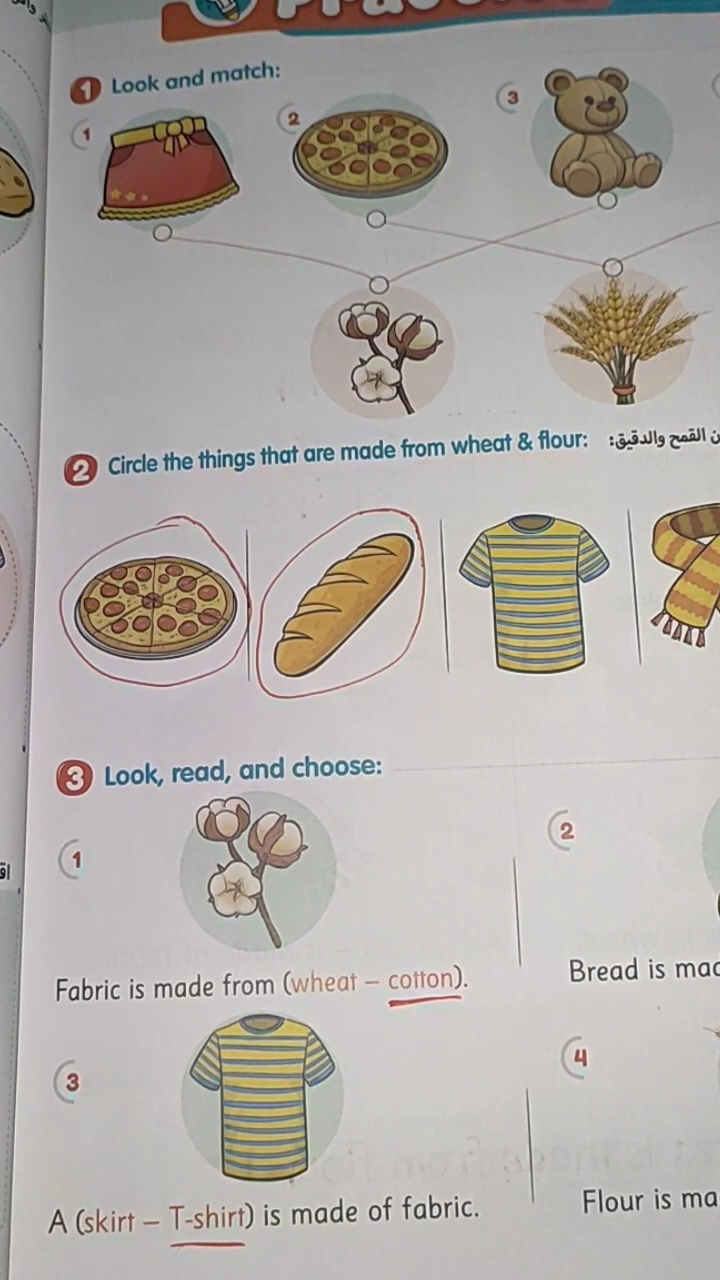 1 Look and match:
1
2
3
2 Circle the things that are made from wheat & flour: القمح والدقيق:
3 Look, read, and choose:
1
2
Fabric is made from (wheat – cotton).
Bread is mad
3
4
A (skirt – T-shirt) is made of fabric.
Flour is ma